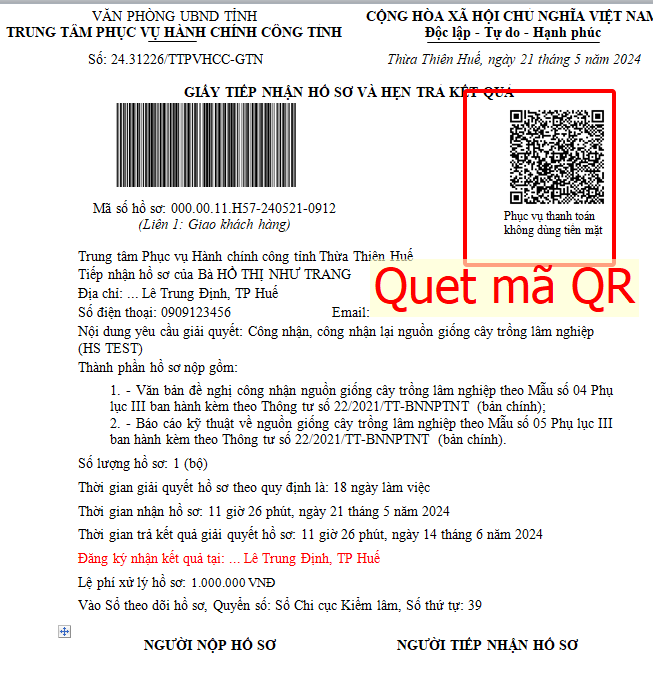 VĂN PHÒNG UBND TỈNH
TRUNG TÂM PHỤC VỤ HÀNH CHÍNH CÔNG TỈNH
Số: 24.31226/TTPVHCC-GTN
CỘNG HÒA XÃ HỘI CHỦ NGHĨA VIỆT NAM
Độc lập - Tự do - Hạnh phúc
Thừa Thiên Huế, ngày 21 tháng 5 năm 2024
GIẤY TIẾP NHẬN HỒ SƠ VÀ HẸN TRẢ KẾT QUẢ
Mã số hồ sơ: 000.00.11.H57-240521-0912
(Liên 1: Giao khách hàng)
Phục vụ thanh toán
không dùng tiền mặt
Quet mã QR
Trung tâm Phục vụ Hành chính công tỉnh Thừa Thiên Huế
Tiếp nhận hồ sơ của Bà HỒ THỊ NHƯ TRANG
Địa chỉ: ... Lê Trung Định, TP Huế
Số điện thoại: 0909123456 Email:
Nội dung yêu cầu giải quyết: Công nhận, công nhận lại nguồn giống cây trồng lâm nghiệp
(HS TEST)
Thành phần hồ sơ nộp gồm:
1. - Văn bản đề nghị công nhận nguồn giống cây trồng lâm nghiệp theo Mẫu số 04 Phụ
lục III ban hành kèm theo Thông tư số 22/2021/TT-BNNPTNT (bản chính);
2. - Báo cáo kỹ thuật về nguồn giống cây trồng lâm nghiệp theo Mẫu số 05 Phụ lục III
ban hành kèm theo Thông tư số 22/2021/TT-BNNPTNT (bản chính).
Số lượng hồ sơ: 1 (bộ)
Thời gian giải quyết hồ sơ theo quy định là: 18 ngày làm việc
Thời gian nhận hồ sơ: 11 giờ 26 phút, ngày 21 tháng 5 năm 2024
Thời gian trả kết quả giải quyết hồ sơ: 11 giờ 26 phút, ngày 14 tháng 6 năm 2024
Đăng ký nhận kết quả tại: ... Lê Trung Định, TP Huế
Lệ phí xử lý hồ sơ: 1.000.000 VNĐ
Vào Sổ theo dõi hồ sơ, Quyển số: Sổ Chi cục Kiểm lâm, Số thứ tự: 39
NGƯỜI NỘP HỒ SƠ
NGƯỜI TIẾP NHẬN HỒ SƠ